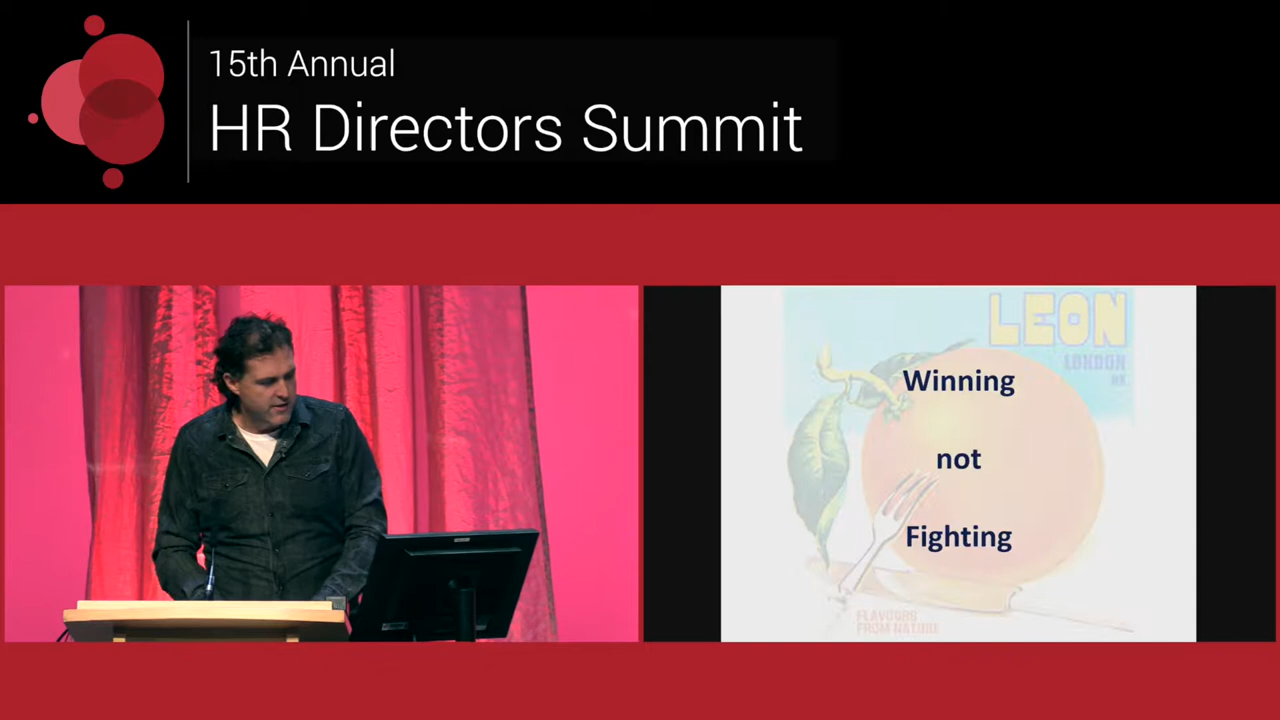 15th Annual
HR Directors Summit
LEON
LONDON
Winning
not
Fighting
FLAVOURS
FROM NATURE